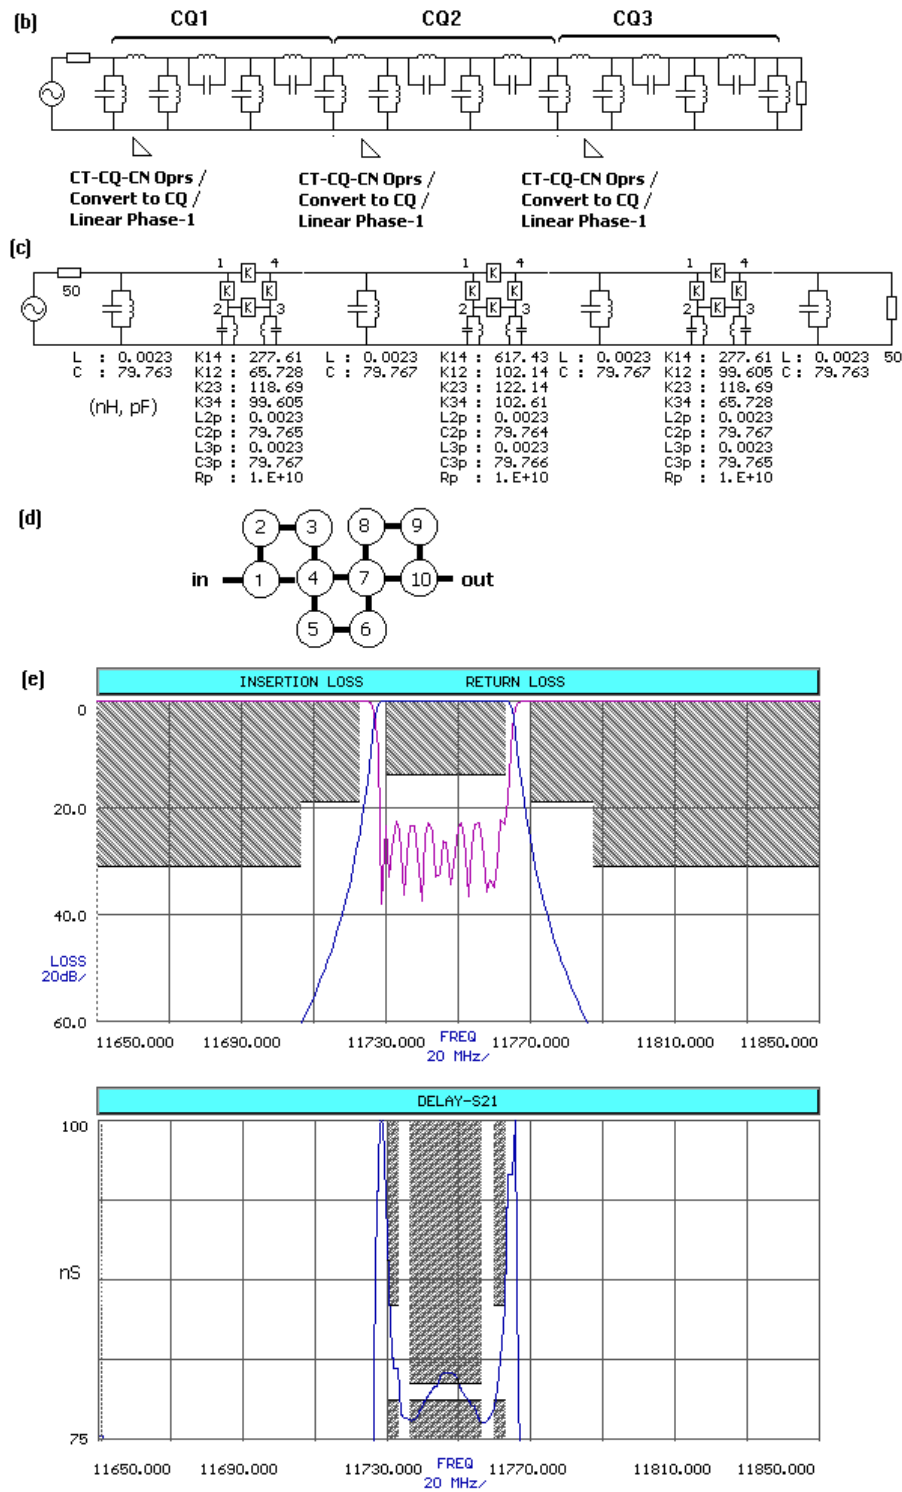 (b)
CQ1 CQ2 CQ3
CT-CQ-CN Oprs / CT-CQ-CN Oprs / CT-CQ-CN Oprs /
Convert to CQ / Convert to CQ / Convert to CQ /
Linear Phase-1 Linear Phase-1 Linear Phase-1
(c)
1 K 4 1 K 4 1 K 4
50 K K K K K K
2 K 3 2 K 3 2 K 3
L : 0.0023 K14 : 277.61 L : 0.0023 K14 : 617.43 L : 0.0023 K14 : 277.61 L : 0.0023 50
C : 79.763 K12 : 65.728 C : 79.767 K12 : 102.14 C : 79.767 K12 : 99.605 C : 79.763
K23 : 118.69 K23 : 122.14 K23 : 118.69
(nH, pF) K34 : 99.605 K34 : 102.61 K34 : 65.728
L2p : 0.0023 L2p : 0.0023 L2p : 0.0023
C2p : 79.765 C2p : 79.764 C2p : 79.767
L3p : 0.0023 L3p : 0.0023 L3p : 0.0023
C3p : 79.767 C3p : 79.766 C3p : 79.765
Rp : 1.E+10 Rp : 1.E+10 Rp : 1.E+10
(d)
2 3 8 9
in 1 4 7 10 out
5 6
(e)
INSERTION LOSS RETURN LOSS
0
20.0
40.0
LOSS
20dB/
60.0
11650.000 11690.000 11730.000 FREQ 11770.000 11810.000 11850.000
20 MHz/
DELAY-S21
100
nS
75
11650.000 11690.000 11730.000 FREQ 11770.000 11810.000 11850.000
20 MHz/